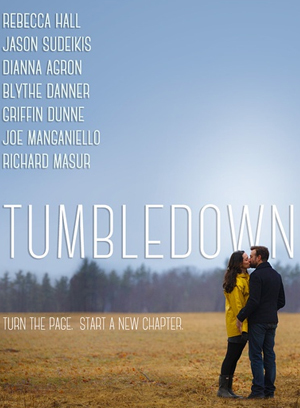 REBECCA HALL
JASON SUDEIKIS
DIANNA AGRON
BLYTHE DANNER
GRIFFIN DUNNE
JOE MANGANIELLO
RICHARD MASUR
TUMBLEDOWN
TURN THE PAGE. START A NEW CHAPTER.